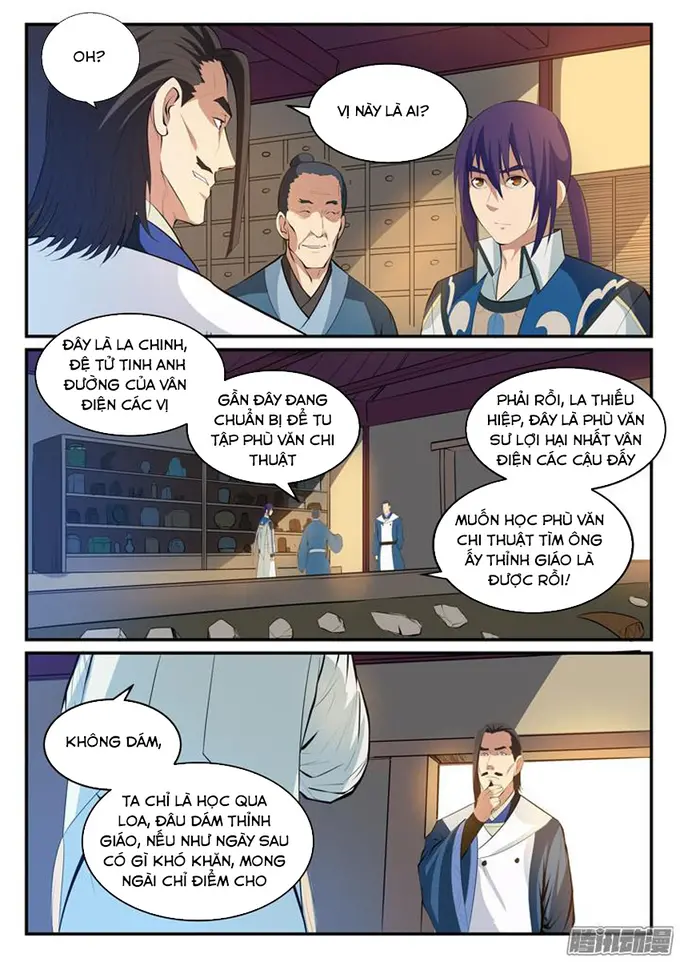 OH?
VỊ NÀY LÀ AI?
ĐÂY LÀ LA CHINH,
ĐỆ TỬ TINH ANH
ĐƯỜNG CỦA VÂN
ĐIỆN CÁC VỊ
GẦN ĐÂY ĐANG
CHUẨN BỊ ĐỂ TU
TẬP PHÙ VĂN CHI
THUẬT
PHẢI RỒI, LA THIẾU
HIỆP, ĐÂY LÀ PHÙ VĂN
SƯ LỢI HẠI NHẤT VÂN
ĐIỆN CÁC CẬU ĐẤY
MUỐN HỌC PHÙ VĂN
CHI THUẬT TÌM ÔNG
ẤY THỈNH GIÁO LÀ
ĐƯỢC RỒI!
KHÔNG DÁM,
TA CHỈ LÀ HỌC QUA
LOA, ĐÂU DÁM THỈNH
GIÁO, NẾU NHƯ NGÀY SAU
CÓ GÌ KHÓ KHĂN, MONG
NGÀI CHỈ ĐIỂM CHO
腾讯动漫